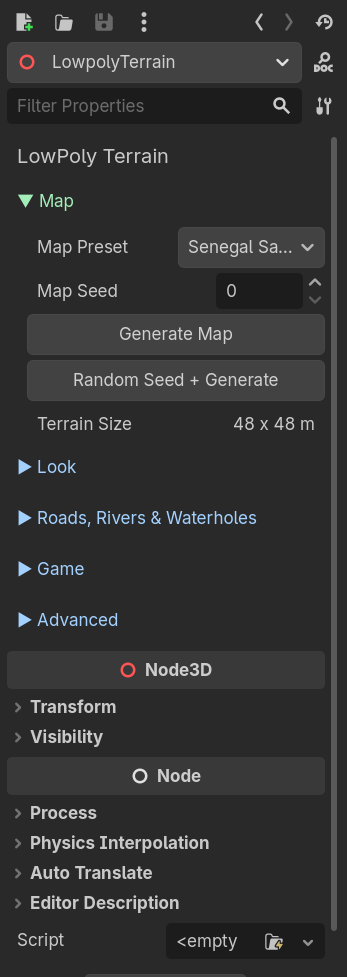 LowpolyTerrain
DOC
Filter Properties
LowPoly Terrain
Map
Map Preset Senegal Sa...
Map Seed 0
Generate Map
Random Seed + Generate
Terrain Size 48 x 48 m
Look
Roads, Rivers & Waterholes
Game
Advanced
Node3D
Transform
Visibility
Node
Process
Physics Interpolation
Auto Translate
Editor Description
Script <empty